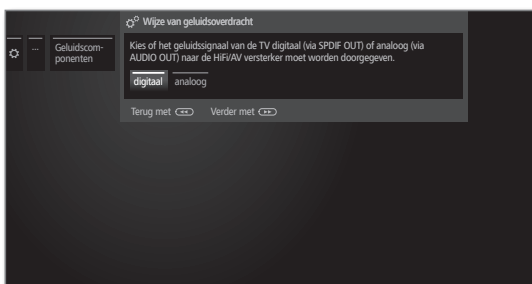 Wijze van geluidsoverdracht
...
Geluidscom-
ponenten
Kies of het geluidssignaal van de TV digitaal (via SPDIF OUT) of analoog (via
AUDIO OUT) naar de HiFi/AV versterker moet worden doorgegeven.
digitaal analoog
Terug met Verder met